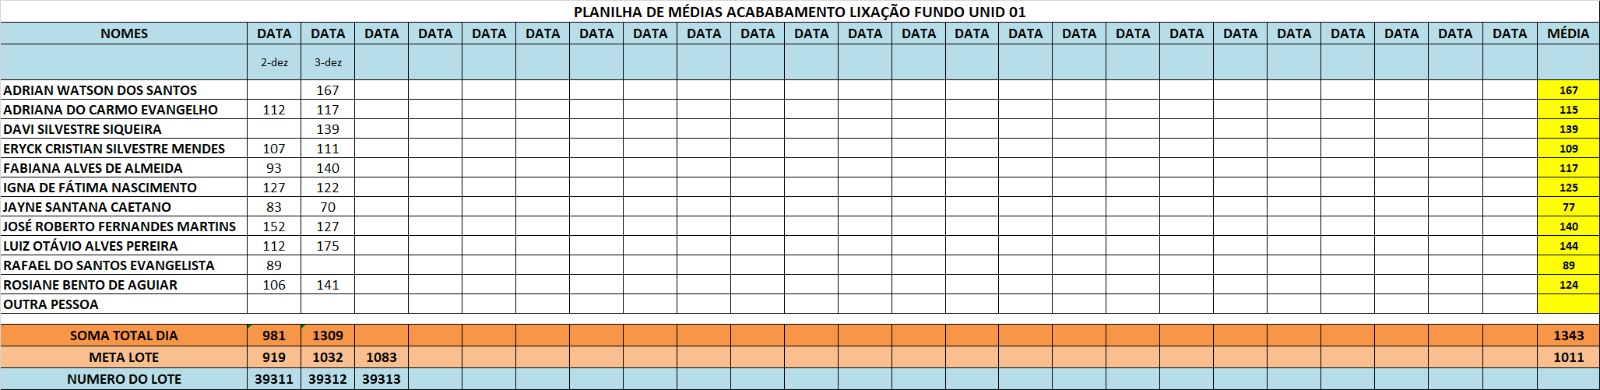 PLANILHA DE MÉDIAS ACABABAMENTO LIXAÇÃO FUNDO UNID 01
NOMES DATA DATA DATA DATA DATA DATA DATA DATA DATA DATA DATA DATA DATA DATA DATA DATA DATA DATA DATA DATA DATA DATA DATA DATA MÉDIA
2-dez 3-dez
ADRIAN WATSON DOS SANTOS 167 167
ADRIANA DO CARMO EVANGELHO 112 117 115
DAVI SILVESTRE SIQUEIRA 139 139
ERYCK CRISTIAN SILVESTRE MENDES 107 111 109
FABIANA ALVES DE ALMEIDA 93 140 117
IGNA DE FÁTIMA NASCIMENTO 127 122 125
JAYNE SANTANA CAETANO 83 70 77
JOSÉ ROBERTO FERNANDES MARTINS 152 127 140
LUIZ OTÁVIO ALVES PEREIRA 112 175 144
RAFAEL DO SANTOS EVANGELISTA 89 89
ROSIANE BENTO DE AGUIAR 106 141 124
OUTRA PESSOA
SOMA TOTAL DIA 981 1309 1343
META LOTE 919 1032 1083 1011
NUMERO DO LOTE 39311 39312 39313